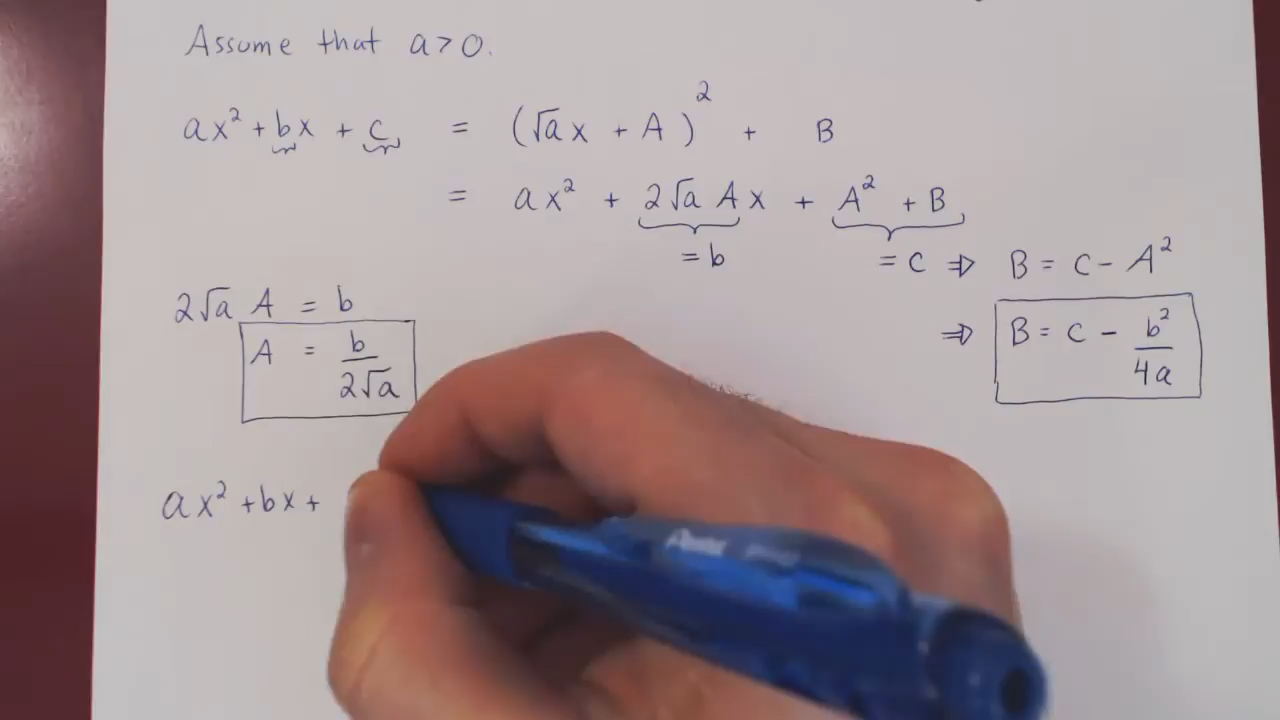 Assume that a>0.
ax² + bx + c = (√a x + A)² + B
= ax² + 2√a A x + A² + B
= b = c ⇒ B = c - A²
2√a A = b
A = b/2√a
⇒ B = c - b²/4a
ax² + bx +